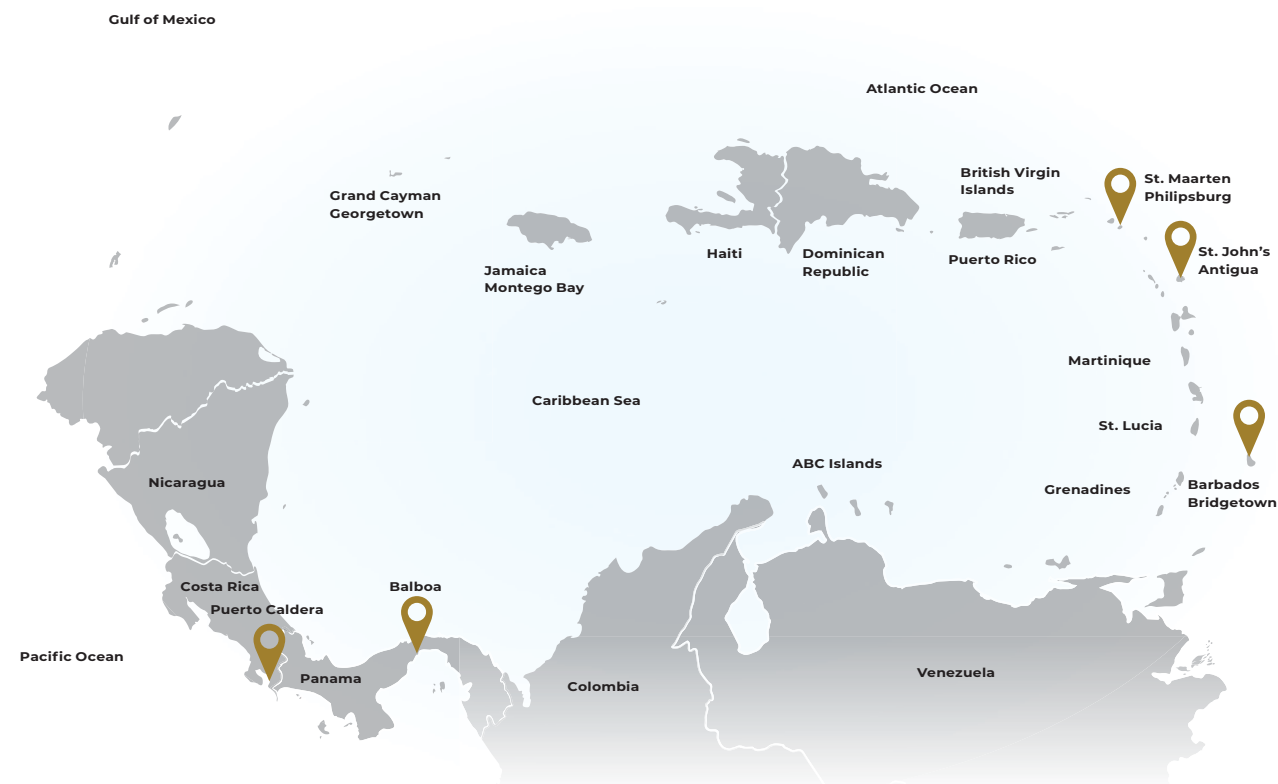 Gulf of Mexico
Atlantic Ocean
British Virgin
Islands
St. Maarten
Philipsburg
Grand Cayman
Georgetown
Haiti
Dominican
Republic
Puerto Rico
St. John’s
Antigua
Jamaica
Montego Bay
Martinique
Caribbean Sea
St. Lucia
ABC Islands
Nicaragua
Grenadines
Barbados
Bridgetown
Costa Rica
Balboa
Puerto Caldera
Pacific Ocean
Panama
Colombia
Venezuela